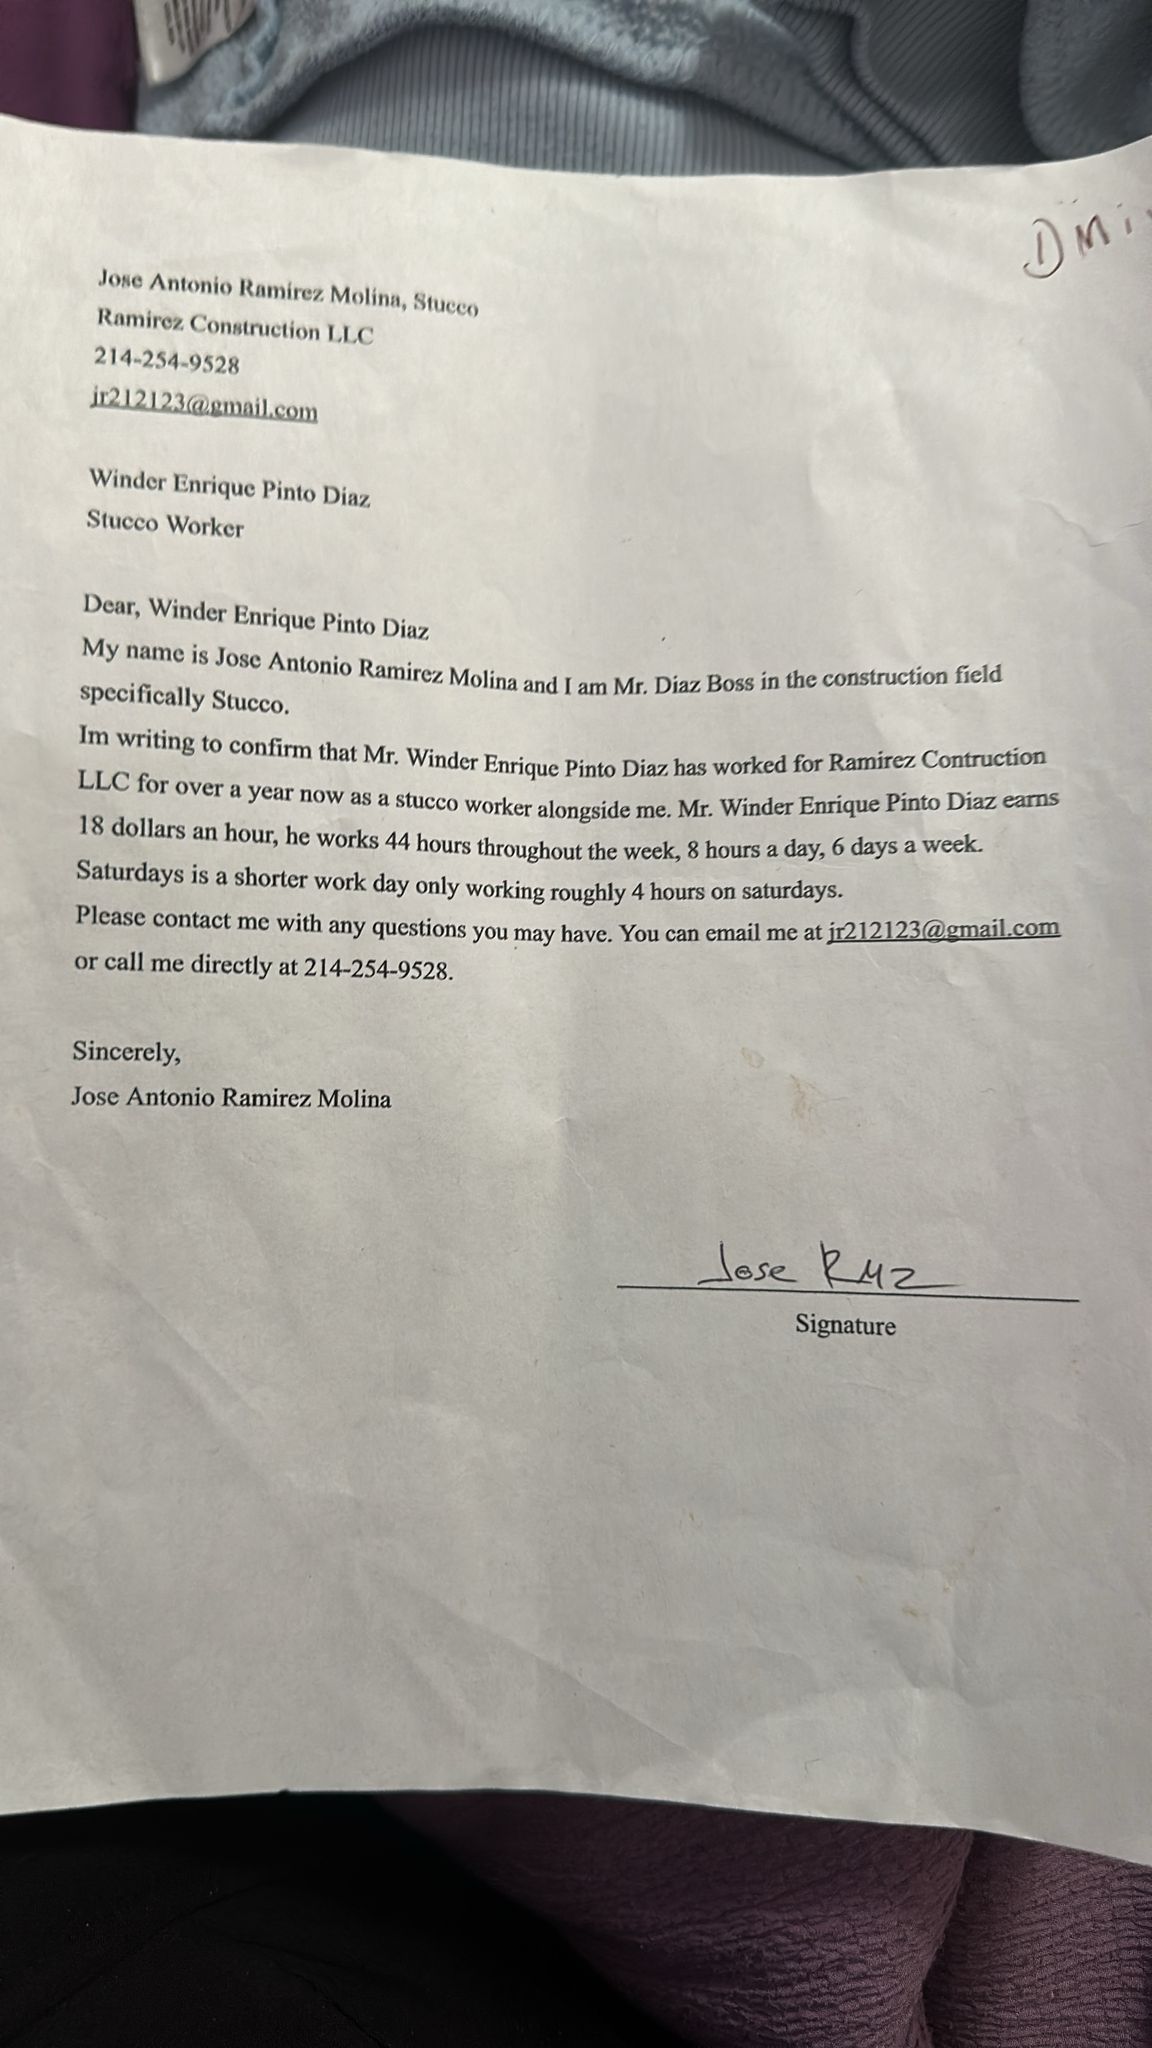 Jose Antonio Ramirez Molina, Stucco
Ramirez Construction LLC
214-254-9528
jr212123@gmail.com
Winder Enrique Pinto Diaz
Stucco Worker
Dear, Winder Enrique Pinto Diaz
My name is Jose Antonio Ramirez Molina and I am Mr. Diaz Boss in the construction field
specifically Stucco.
Im writing to confirm that Mr. Winder Enrique Pinto Diaz has worked for Ramirez Contruction
LLC for over a year now as a stucco worker alongside me. Mr. Winder Enrique Pinto Diaz earns
18 dollars an hour, he works 44 hours throughout the week, 8 hours a day, 6 days a week.
Saturdays is a shorter work day only working roughly 4 hours on saturdays.
Please contact me with any questions you may have. You can email me at jr212123@gmail.com
or call me directly at 214-254-9528.
Sincerely,
Jose Antonio Ramirez Molina
Jose RMZ
Signature